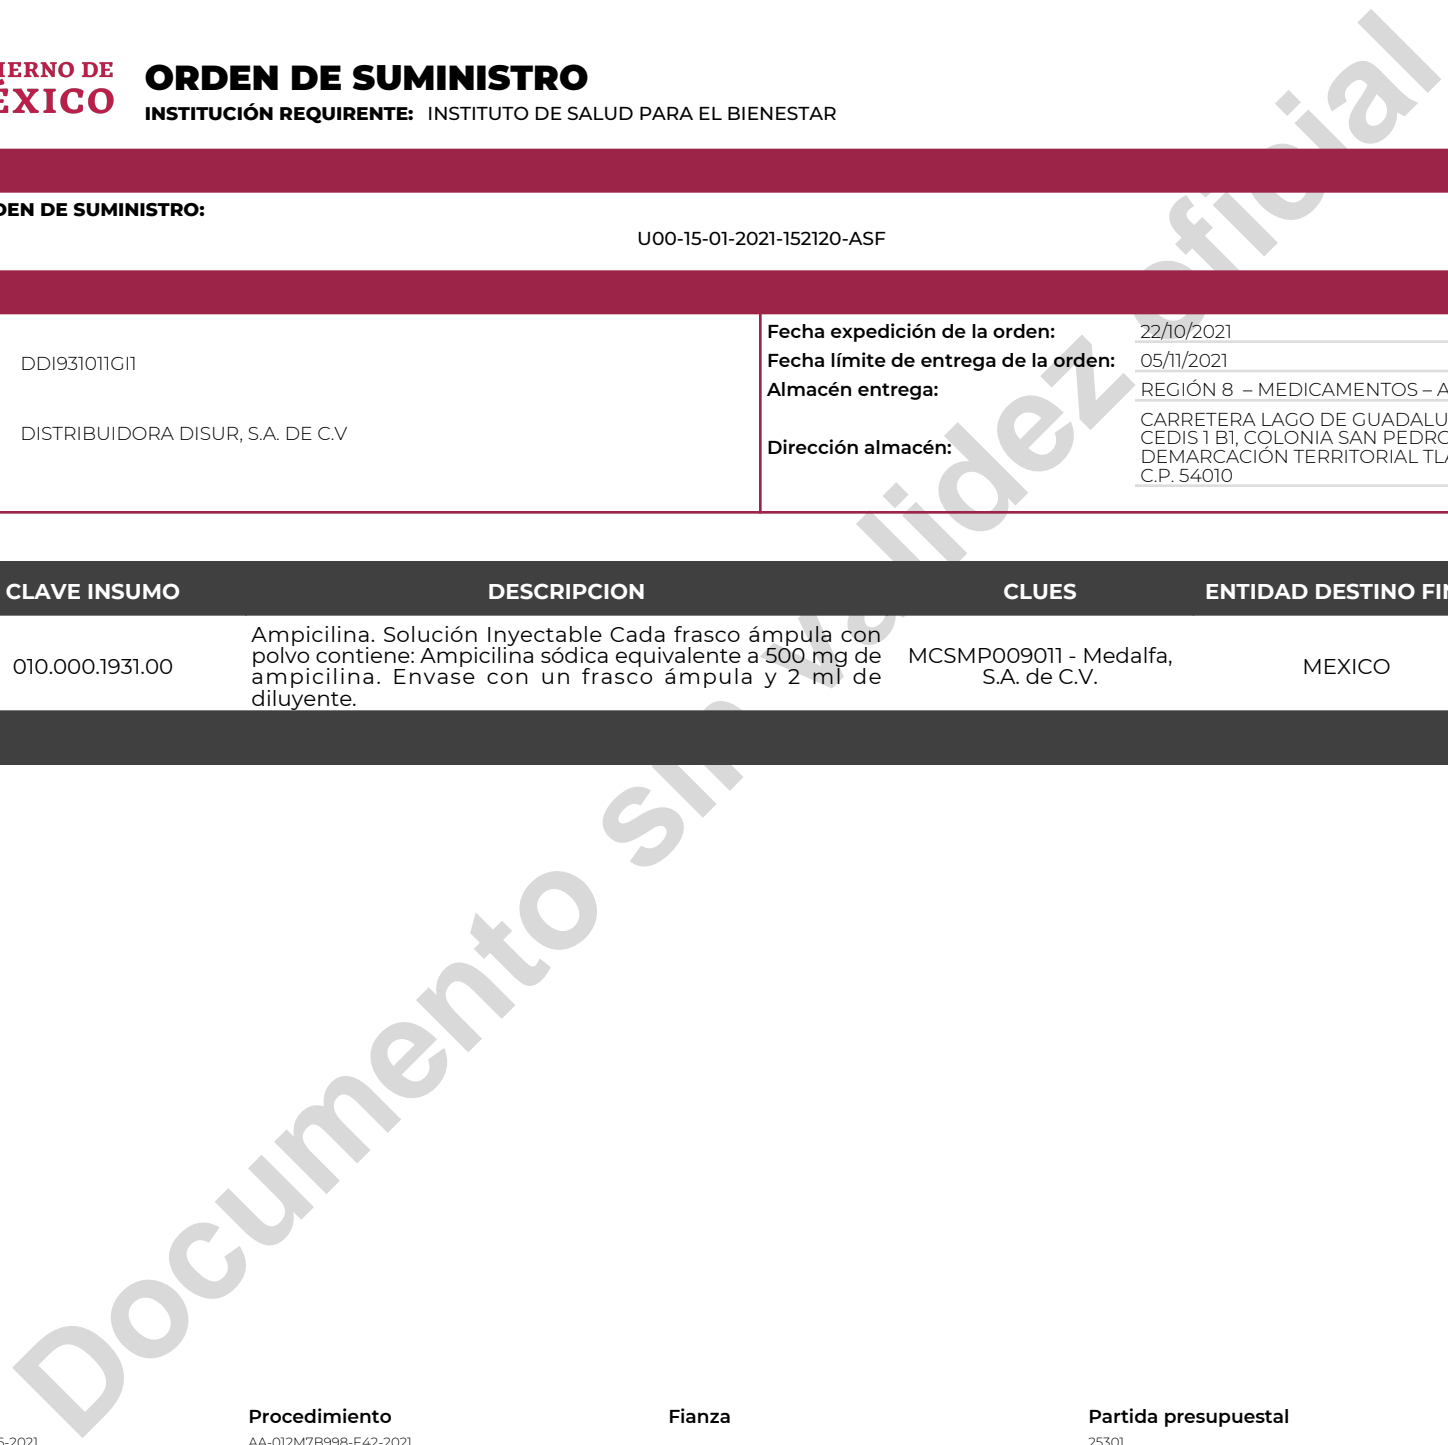 IERNO DE
ÉXICO
ORDEN DE SUMINISTRO
INSTITUCIÓN REQUIRENTE: INSTITUTO DE SALUD PARA EL BIENESTAR
DEN DE SUMINISTRO:
U00-15-01-2021-152120-ASF
DDI931011GI1
DISTRIBUIDORA DISUR, S.A. DE C.V
Fecha expedición de la orden: 22/10/2021
Fecha límite de entrega de la orden: 05/11/2021
Almacén entrega: REGIÓN 8 – MEDICAMENTOS – A
Dirección almacén:
CARRETERA LAGO DE GUADALU
CEDIS 1 B1, COLONIA SAN PEDRO
DEMARCACIÓN TERRITORIAL TLA
C.P. 54010
CLAVE INSUMO DESCRIPCION CLUES ENTIDAD DESTINO FIN
010.000.1931.00
Ampicilina. Solución Inyectable Cada frasco ámpula con
polvo contiene: Ampicilina sódica equivalente a 500 mg de
ampicilina. Envase con un frasco ámpula y 2 ml de
diluyente.
MCSMP009011 - Medalfa,
S.A. de C.V.
MEXICO
Documento sin validez oficial
Procedimiento Fianza Partida presupuestal
-2021 AA-012M7B998-E42-2021 25301